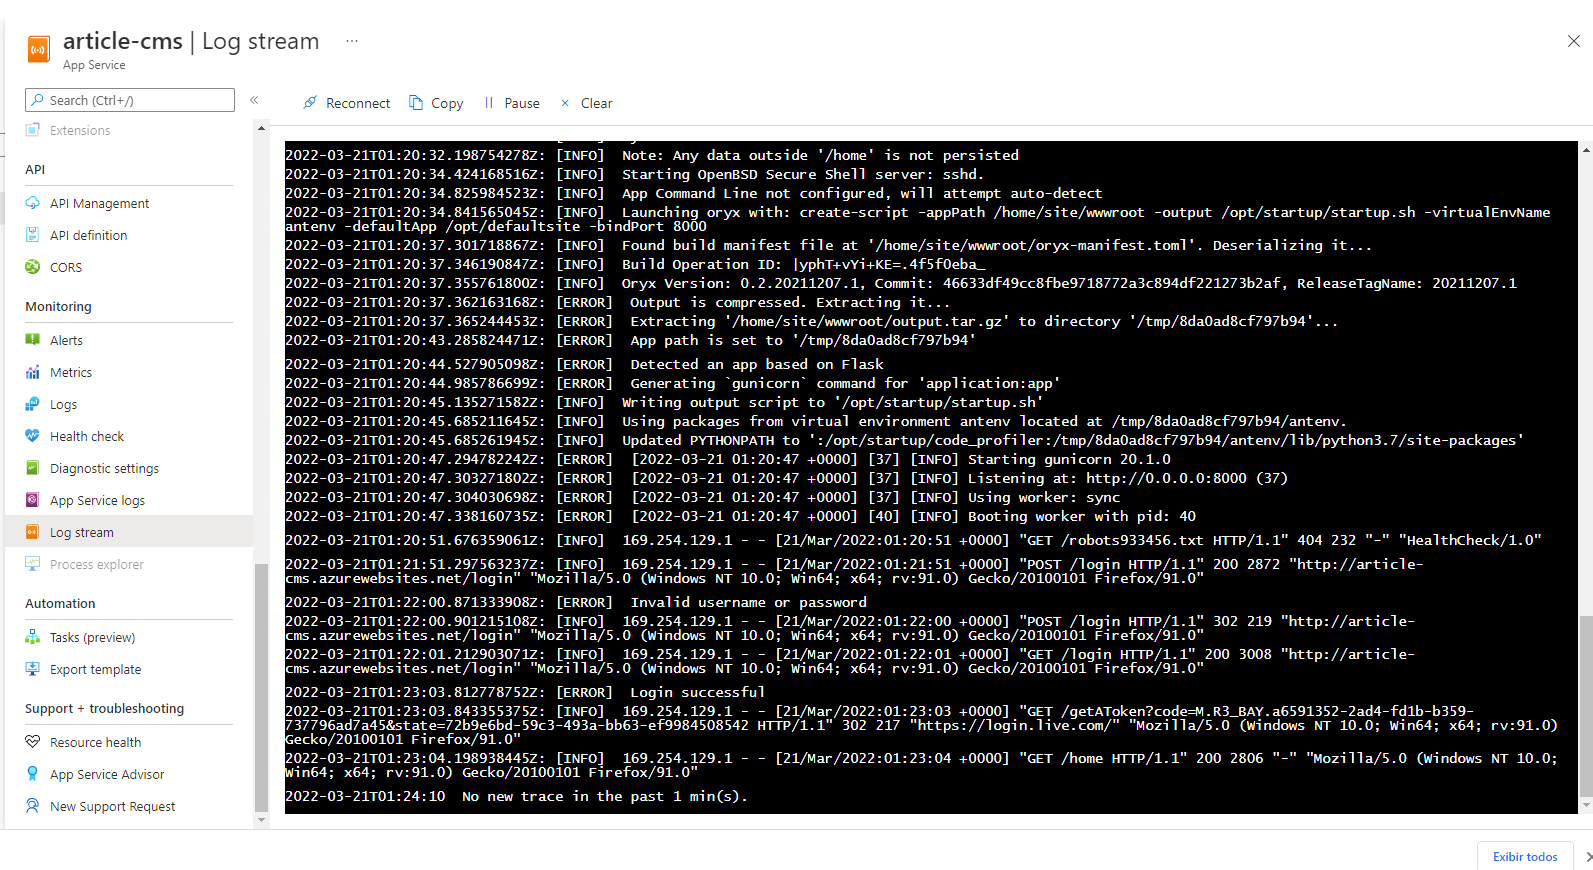 article-cms | Log stream ...
App Service
Search (Ctrl+/)
«
Reconnect Copy Pause Clear
Extensions
API
API Management
API definition
CORS
Monitoring
Alerts
Metrics
Logs
Health check
Diagnostic settings
App Service logs
Log stream
Process explorer
Automation
Tasks (preview)
Export template
Support + troubleshooting
Resource health
App Service Advisor
New Support Request
2022-03-21T01:20:32.198754278Z: [INFO]  Note: Any data outside '/home' is not persisted
2022-03-21T01:20:34.424168516Z: [INFO]  Starting OpenBSD Secure Shell server: sshd.
2022-03-21T01:20:34.825984523Z: [INFO]  App Command Line not configured, will attempt auto-detect
2022-03-21T01:20:34.841565045Z: [INFO]  Launching oryx with: create-script -appPath /home/site/wwwroot -output /opt/startup/startup.sh -virtualEnvName
antenv -defaultApp /opt/defaultsite -bindPort 8000
2022-03-21T01:20:37.301718867Z: [INFO]  Found build manifest file at '/home/site/wwwroot/oryx-manifest.toml'. Deserializing it...
2022-03-21T01:20:37.346190847Z: [INFO]  Build Operation ID: |yphT+vYi+KE=.4f5f0eba_
2022-03-21T01:20:37.355761800Z: [INFO]  Oryx Version: 0.2.20211207.1, Commit: 46633df49cc8fbe9718772a3c894df221273b2af, ReleaseTagName: 20211207.1
2022-03-21T01:20:37.362163168Z: [ERROR]  Output is compressed. Extracting it...
2022-03-21T01:20:37.365244453Z: [ERROR]  Extracting '/home/site/wwwroot/output.tar.gz' to directory '/tmp/8da0ad8cf797b94'...
2022-03-21T01:20:43.285824471Z: [ERROR]  App path is set to '/tmp/8da0ad8cf797b94'
2022-03-21T01:20:44.527905098Z: [ERROR]  Detected an app based on Flask
2022-03-21T01:20:44.985786699Z: [ERROR]  Generating `gunicorn` command for 'application:app'
2022-03-21T01:20:45.135271582Z: [INFO]  Writing output script to '/opt/startup/startup.sh'
2022-03-21T01:20:45.685211645Z: [INFO]  Using packages from virtual environment antenv located at /tmp/8da0ad8cf797b94/antenv.
2022-03-21T01:20:45.685261945Z: [INFO]  Updated PYTHONPATH to ':/opt/startup/code_profiler:/tmp/8da0ad8cf797b94/antenv/lib/python3.7/site-packages'
2022-03-21T01:20:47.294782242Z: [ERROR]  [2022-03-21 01:20:47 +0000] [37] [INFO] Starting gunicorn 20.1.0
2022-03-21T01:20:47.303271802Z: [ERROR]  [2022-03-21 01:20:47 +0000] [37] [INFO] Listening at: http://0.0.0.0:8000 (37)
2022-03-21T01:20:47.304030698Z: [ERROR]  [2022-03-21 01:20:47 +0000] [37] [INFO] Using worker: sync
2022-03-21T01:20:47.338160735Z: [ERROR]  [2022-03-21 01:20:47 +0000] [40] [INFO] Booting worker with pid: 40
2022-03-21T01:20:51.676359061Z: [INFO]  169.254.129.1 - - [21/Mar/2022:01:20:51 +0000] "GET /robots933456.txt HTTP/1.1" 404 232 "-" "HealthCheck/1.0"
2022-03-21T01:21:51.297563237Z: [INFO]  169.254.129.1 - - [21/Mar/2022:01:21:51 +0000] "POST /login HTTP/1.1" 200 2872 "http://article-
cms.azurewebsites.net/login" "Mozilla/5.0 (Windows NT 10.0; Win64; x64; rv:91.0) Gecko/20100101 Firefox/91.0"
2022-03-21T01:22:00.871333908Z: [ERROR]  Invalid username or password
2022-03-21T01:22:00.901215108Z: [INFO]  169.254.129.1 - - [21/Mar/2022:01:22:00 +0000] "POST /login HTTP/1.1" 302 219 "http://article-
cms.azurewebsites.net/login" "Mozilla/5.0 (Windows NT 10.0; Win64; x64; rv:91.0) Gecko/20100101 Firefox/91.0"
2022-03-21T01:22:01.212903071Z: [INFO]  169.254.129.1 - - [21/Mar/2022:01:22:01 +0000] "GET /login HTTP/1.1" 200 3008 "http://article-
cms.azurewebsites.net/login" "Mozilla/5.0 (Windows NT 10.0; Win64; x64; rv:91.0) Gecko/20100101 Firefox/91.0"
2022-03-21T01:23:03.812778752Z: [ERROR]  Login successful
2022-03-21T01:23:03.843355375Z: [INFO]  169.254.129.1 - - [21/Mar/2022:01:23:03 +0000] "GET /getAToken?code=M.R3_BAY.a6591352-2ad4-fd1b-b359-
737796ad7a45&state=72b9e6bd-59c3-493a-bb63-ef9984508542 HTTP/1.1" 302 217 "https://login.live.com/" "Mozilla/5.0 (Windows NT 10.0; Win64; x64; rv:91.0)
Gecko/20100101 Firefox/91.0"
2022-03-21T01:23:04.198938445Z: [INFO]  169.254.129.1 - - [21/Mar/2022:01:23:04 +0000] "GET /home HTTP/1.1" 200 2806 "-" "Mozilla/5.0 (Windows NT 10.0;
Win64; x64; rv:91.0) Gecko/20100101 Firefox/91.0"
2022-03-21T01:24:10  No new trace in the past 1 min(s).
Exibir todos